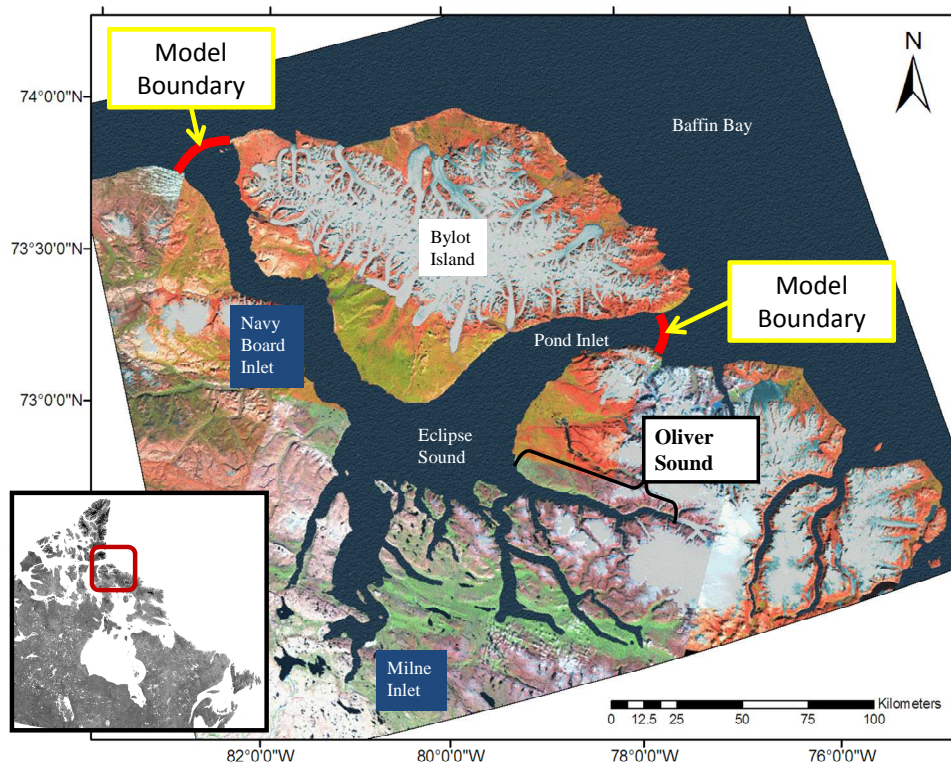 Model
Boundary
N
74°0'0"N
Baffin Bay
73°30'0"N
Bylot
Island
Model
Boundary
Navy
Board
Inlet
Pond Inlet
73°0'0"N
Eclipse
Sound
Oliver
Sound
Milne
Inlet
Kilometers
0 12.5 25 50 75 100
82°0'0"W 80°0'0"W 78°0'0"W 76°0'0"W